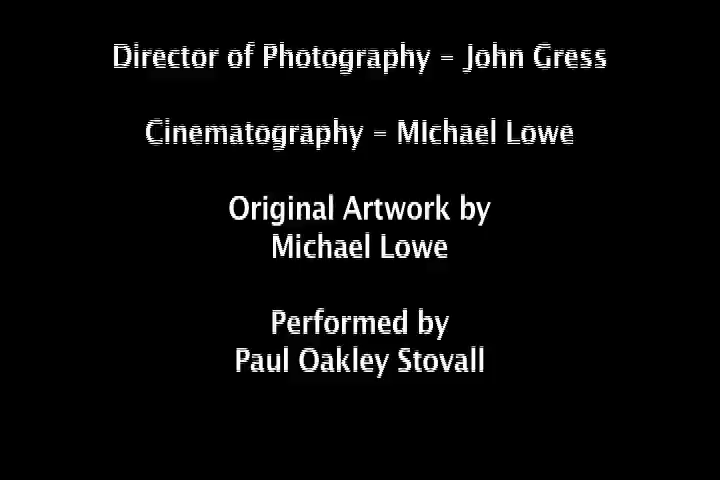 Director of Photography - John Gress
Cinematography - MIchael Lowe
Original Artwork by
Michael Lowe
Performed by
Paul Oakley Stovall